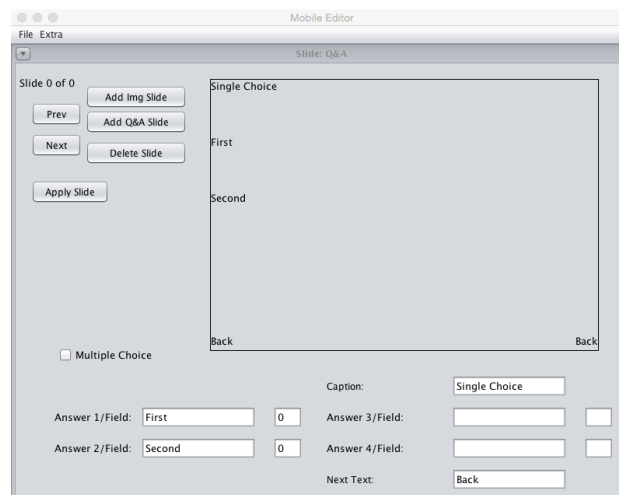 Mobile Editor
File Extra
Slide: Q&A
Slide 0 of 0
Add Img Slide
Prev
Add Q&A Slide
Next
Delete Slide
Apply Slide
Single Choice
First
Second
Back Back
Multiple Choice
Caption: Single Choice
Answer 1/Field: First 0 Answer 3/Field:
Answer 2/Field: Second 0 Answer 4/Field:
Next Text: Back